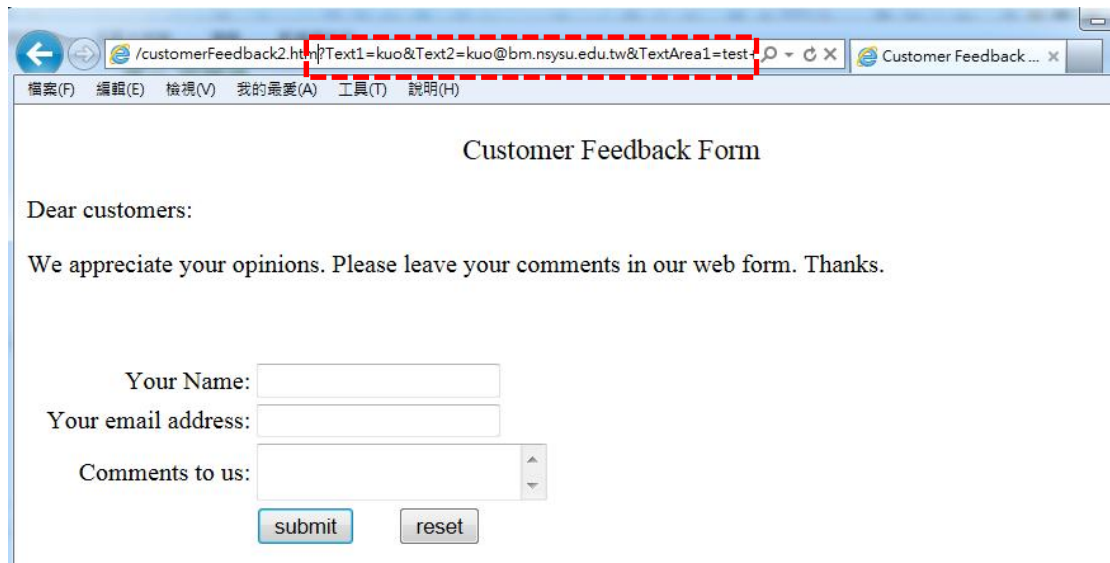 /customerFeedback2.htm?Text1=kuo&Text2=kuo@bm.nsysu.edu.tw&TextArea1=test+
Customer Feedback ...
檔案(F) 編輯(E) 檢視(V) 我的最愛(A) 工具(T) 說明(H)
Customer Feedback Form
Dear customers:
We appreciate your opinions. Please leave your comments in our web form. Thanks.
Your Name:
Your email address:
Comments to us:
submit reset